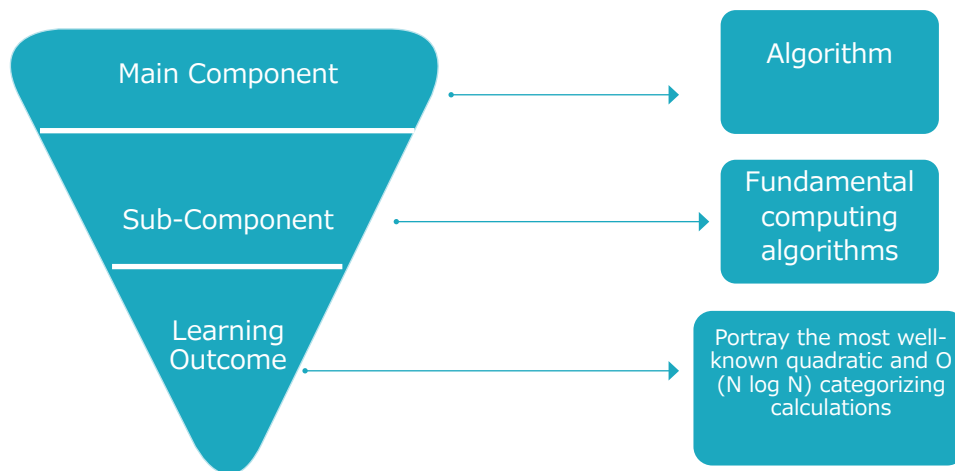 Main Component
Algorithm
Sub-Component
Fundamental
computing
algorithms
Learning
Outcome
Portray the most well-
known quadratic and O
(N log N) categorizing
calculations